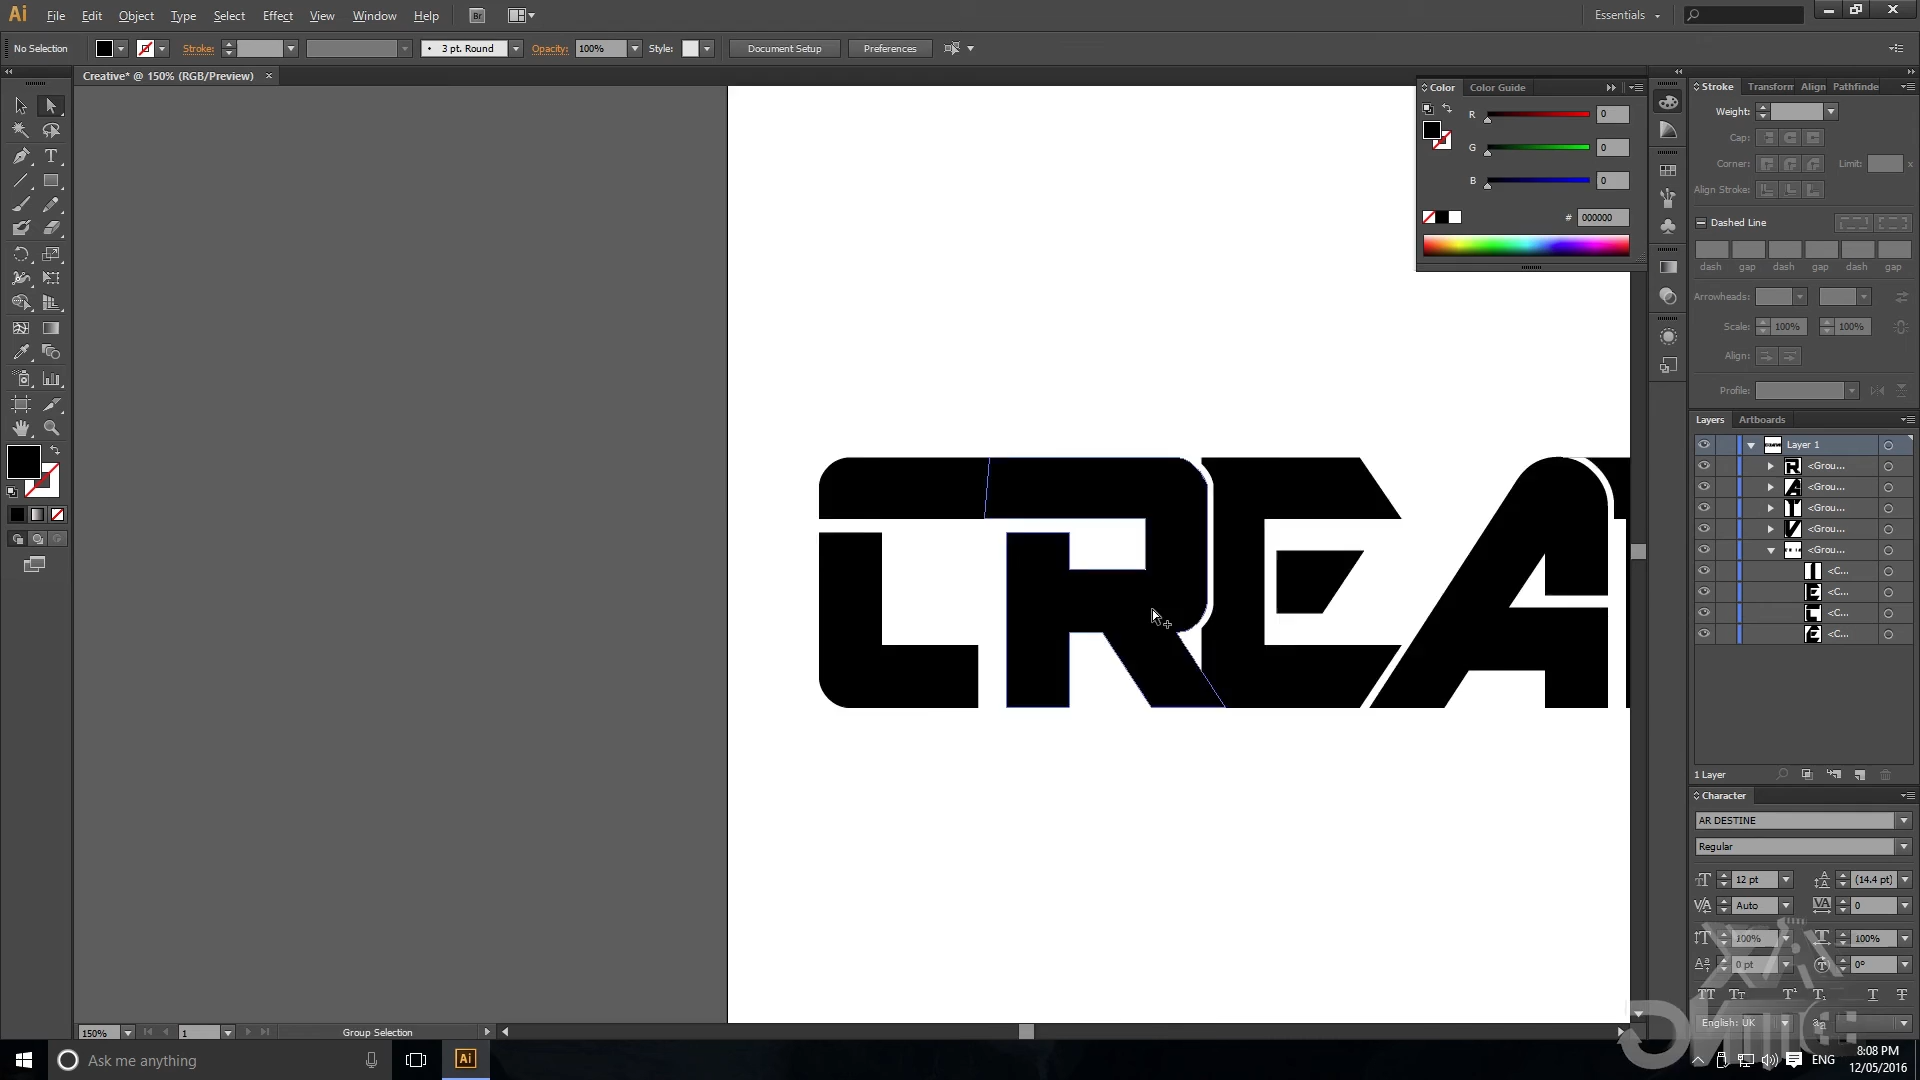 Ai File Edit Object Type Select Effect View Window Help Br Essentials
No Selection Stroke: 3 pt. Round Opacity: 100% Style: Document Setup Preferences
Creative* @ 150% (RGB/Preview) ×
Color Color Guide
R 0
G 0
B 0
# 000000
Stroke Transform Align Pathfinde
Weight:
Cap:
Corner: Limit: x
Align Stroke:
Dashed Line
dash gap dash gap dash gap
Arrowheads:
Scale: 100% 100%
Align:
Profile:
CREA
Layers Artboards
Layer 1
<Grou...
<Grou...
<Grou...
<Grou...
<Grou...
<C...
<C...
<C...
<C...
1 Layer
Character
AR DESTINE
Regular
12 pt (14.4 pt)
Auto 0
100% 100%
0 pt 0°
English: UK
150% 1 Group Selection
Ask me anything Ai ENG
8:08 PM
12/05/2016